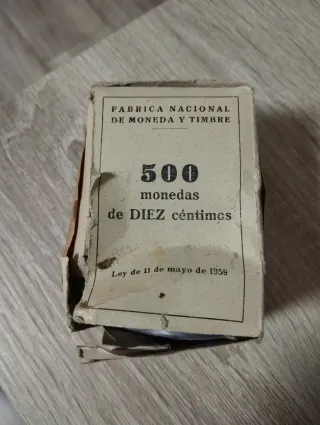 FABRICA NACIONAL
DE MONEDA Y TIMBRE
500
monedas
de DIEZ céntimos
Ley de 11 de mayo de 1959